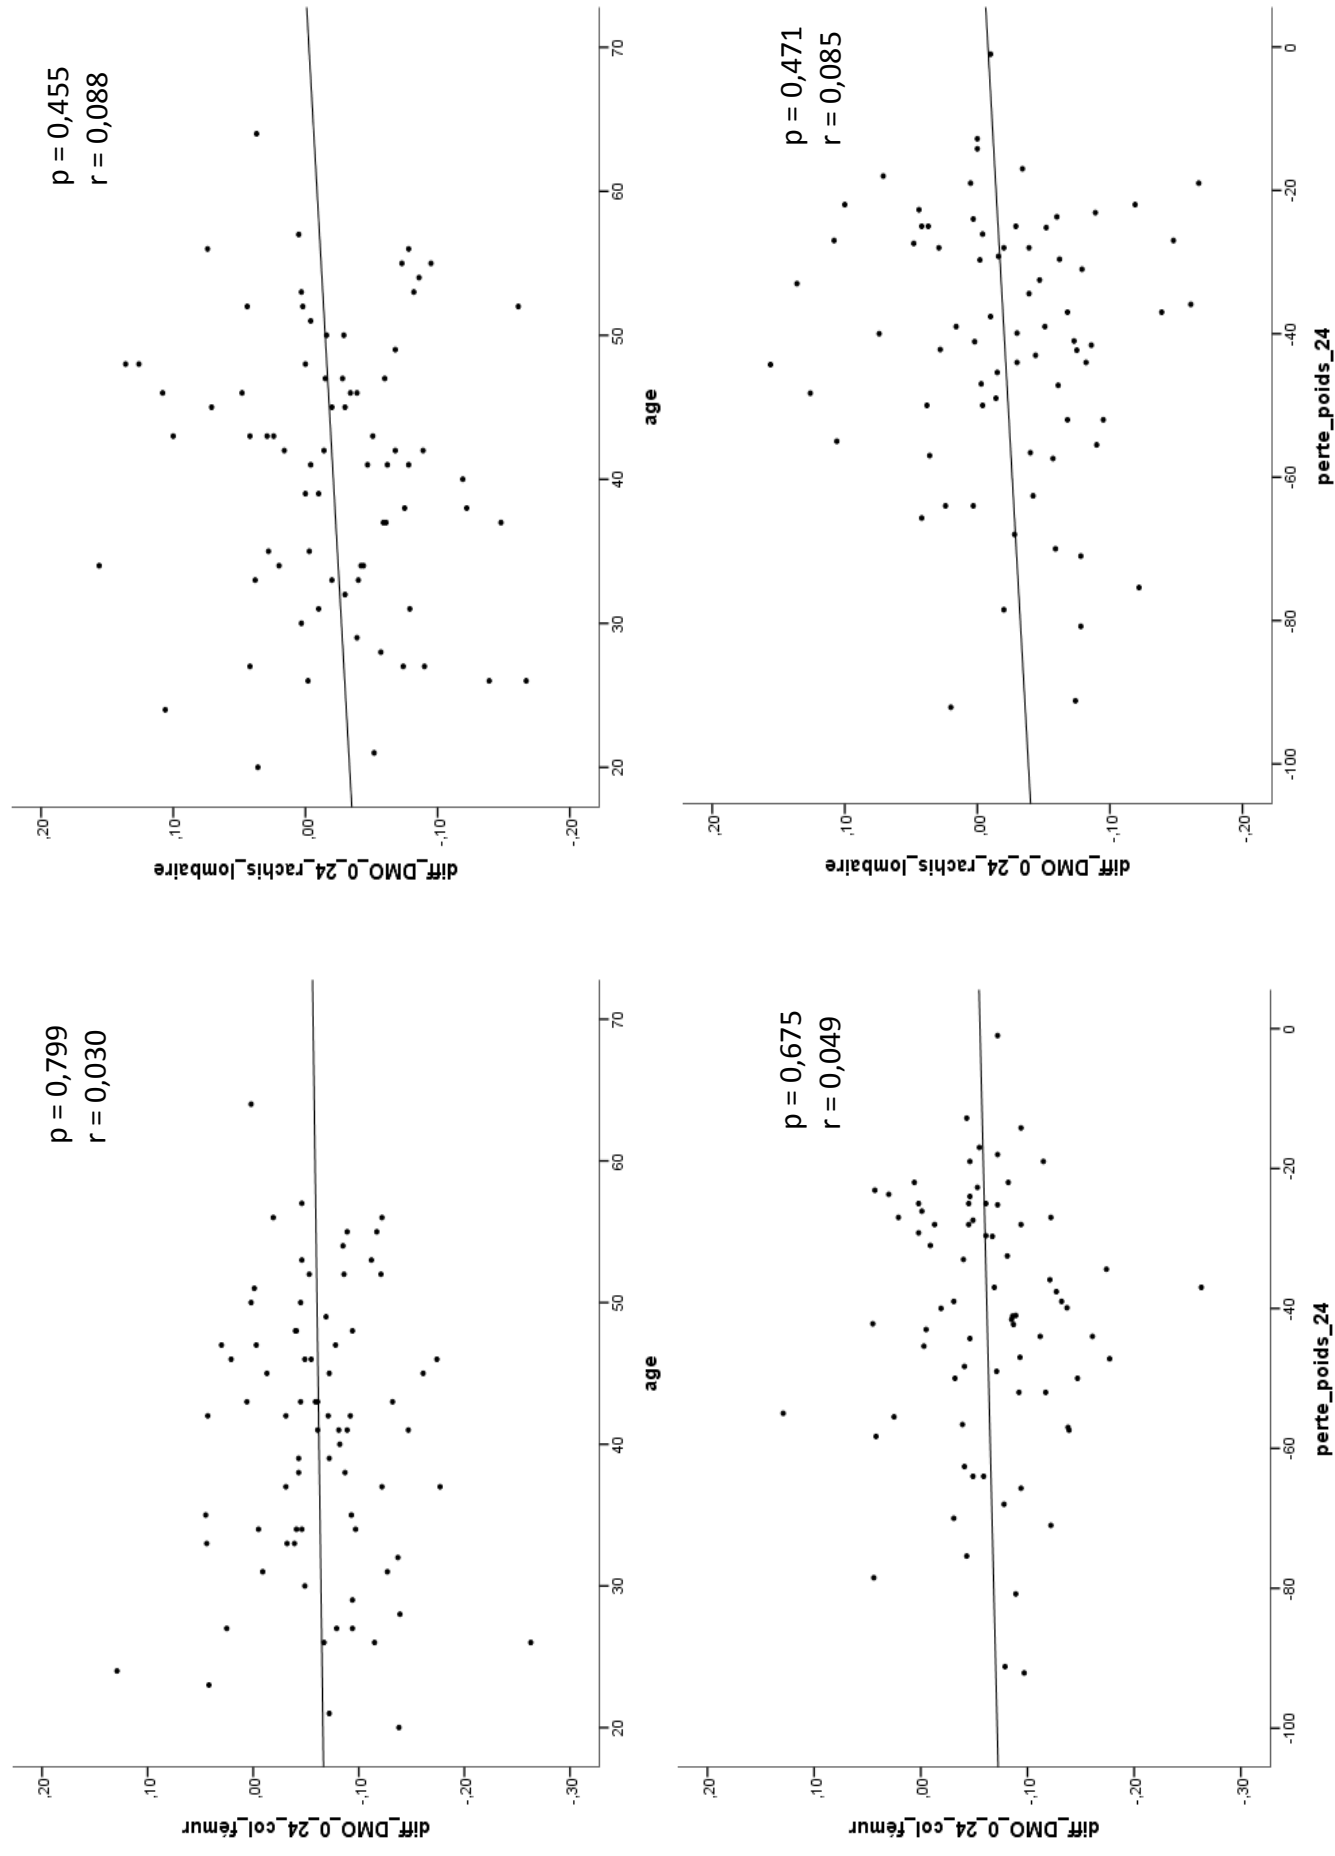 p = 0,799
r = 0,030
diff_DMO_0_24_col_fémur
,20
,10
,00
-,10
-,20
-,30
20
30
40
50
60
70
age
p = 0,455
r = 0,088
diff_DMO_0_24_rachis_lombaire
,20
,10
,00
-,10
-,20
20
30
40
50
60
70
age
p = 0,675
r = 0,049
diff_DMO_0_24_col_fémur
,20
,10
,00
-,10
-,20
-,30
-100
-80
-60
-40
-20
0
perte_poids_24
p = 0,471
r = 0,085
diff_DMO_0_24_rachis_lombaire
,20
,10
,00
-,10
-,20
-100
-80
-60
-40
-20
0
perte_poids_24